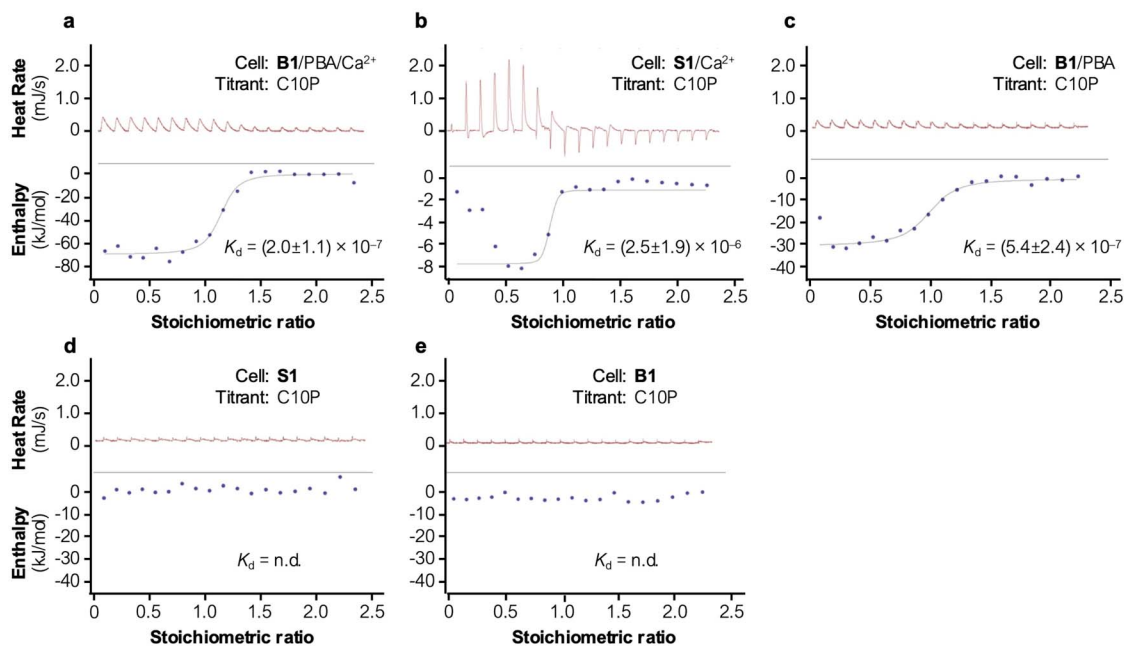 a
Cell: B1/PBA/Ca²⁺
Titrant: C10P
Heat Rate
(mJ/s)
2.0
1.0
0
Enthalpy
(kJ/mol)
0
-20
-40
-60
-80
Kd = (2.0±1.1) × 10⁻⁷
0 0.5 1.0 1.5 2.0 2.5
Stoichiometric ratio
b
Cell: S1/Ca²⁺
Titrant: C10P
2.0
1.0
0
0
-2
-4
-6
-8
Kd = (2.5±1.9) × 10⁻⁶
0 0.5 1.0 1.5 2.0 2.5
Stoichiometric ratio
c
Cell: B1/PBA
Titrant: C10P
2.0
1.0
0
0
-10
-20
-30
-40
Kd = (5.4±2.4) × 10⁻⁷
0 0.5 1.0 1.5 2.0 2.5
Stoichiometric ratio
d
Cell: S1
Titrant: C10P
Heat Rate
(mJ/s)
2.0
1.0
0
Enthalpy
(kJ/mol)
0
-10
-20
-30
-40
Kd = n.d.
0 0.5 1.0 1.5 2.0 2.5
Stoichiometric ratio
e
Cell: B1
Titrant: C10P
2.0
1.0
0
0
-10
-20
-30
-40
Kd = n.d.
0 0.5 1.0 1.5 2.0 2.5
Stoichiometric ratio